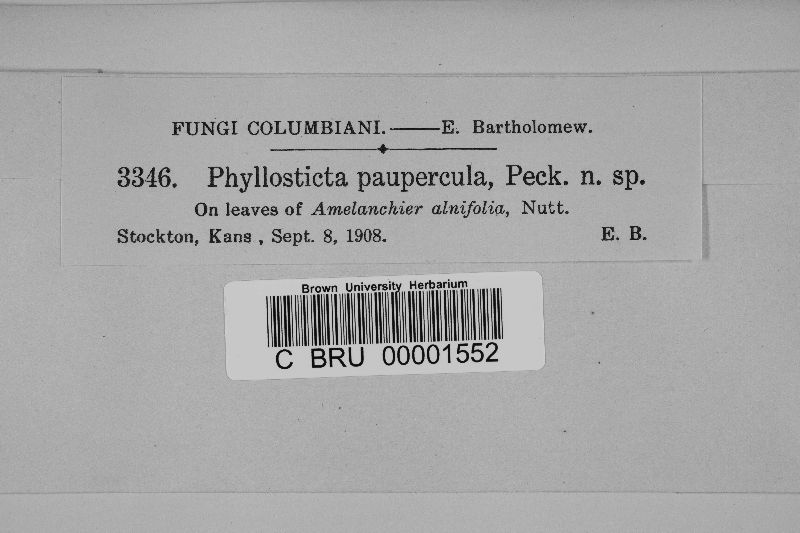 FUNGI COLUMBIANI.——E. Bartholomew.
3346. Phyllosticta paupercula, Peck. n. sp.
On leaves of Amelanchier alnifolia, Nutt.
Stockton, Kans , Sept. 8, 1908. E. B.
Brown University Herbarium
C BRU 00001552